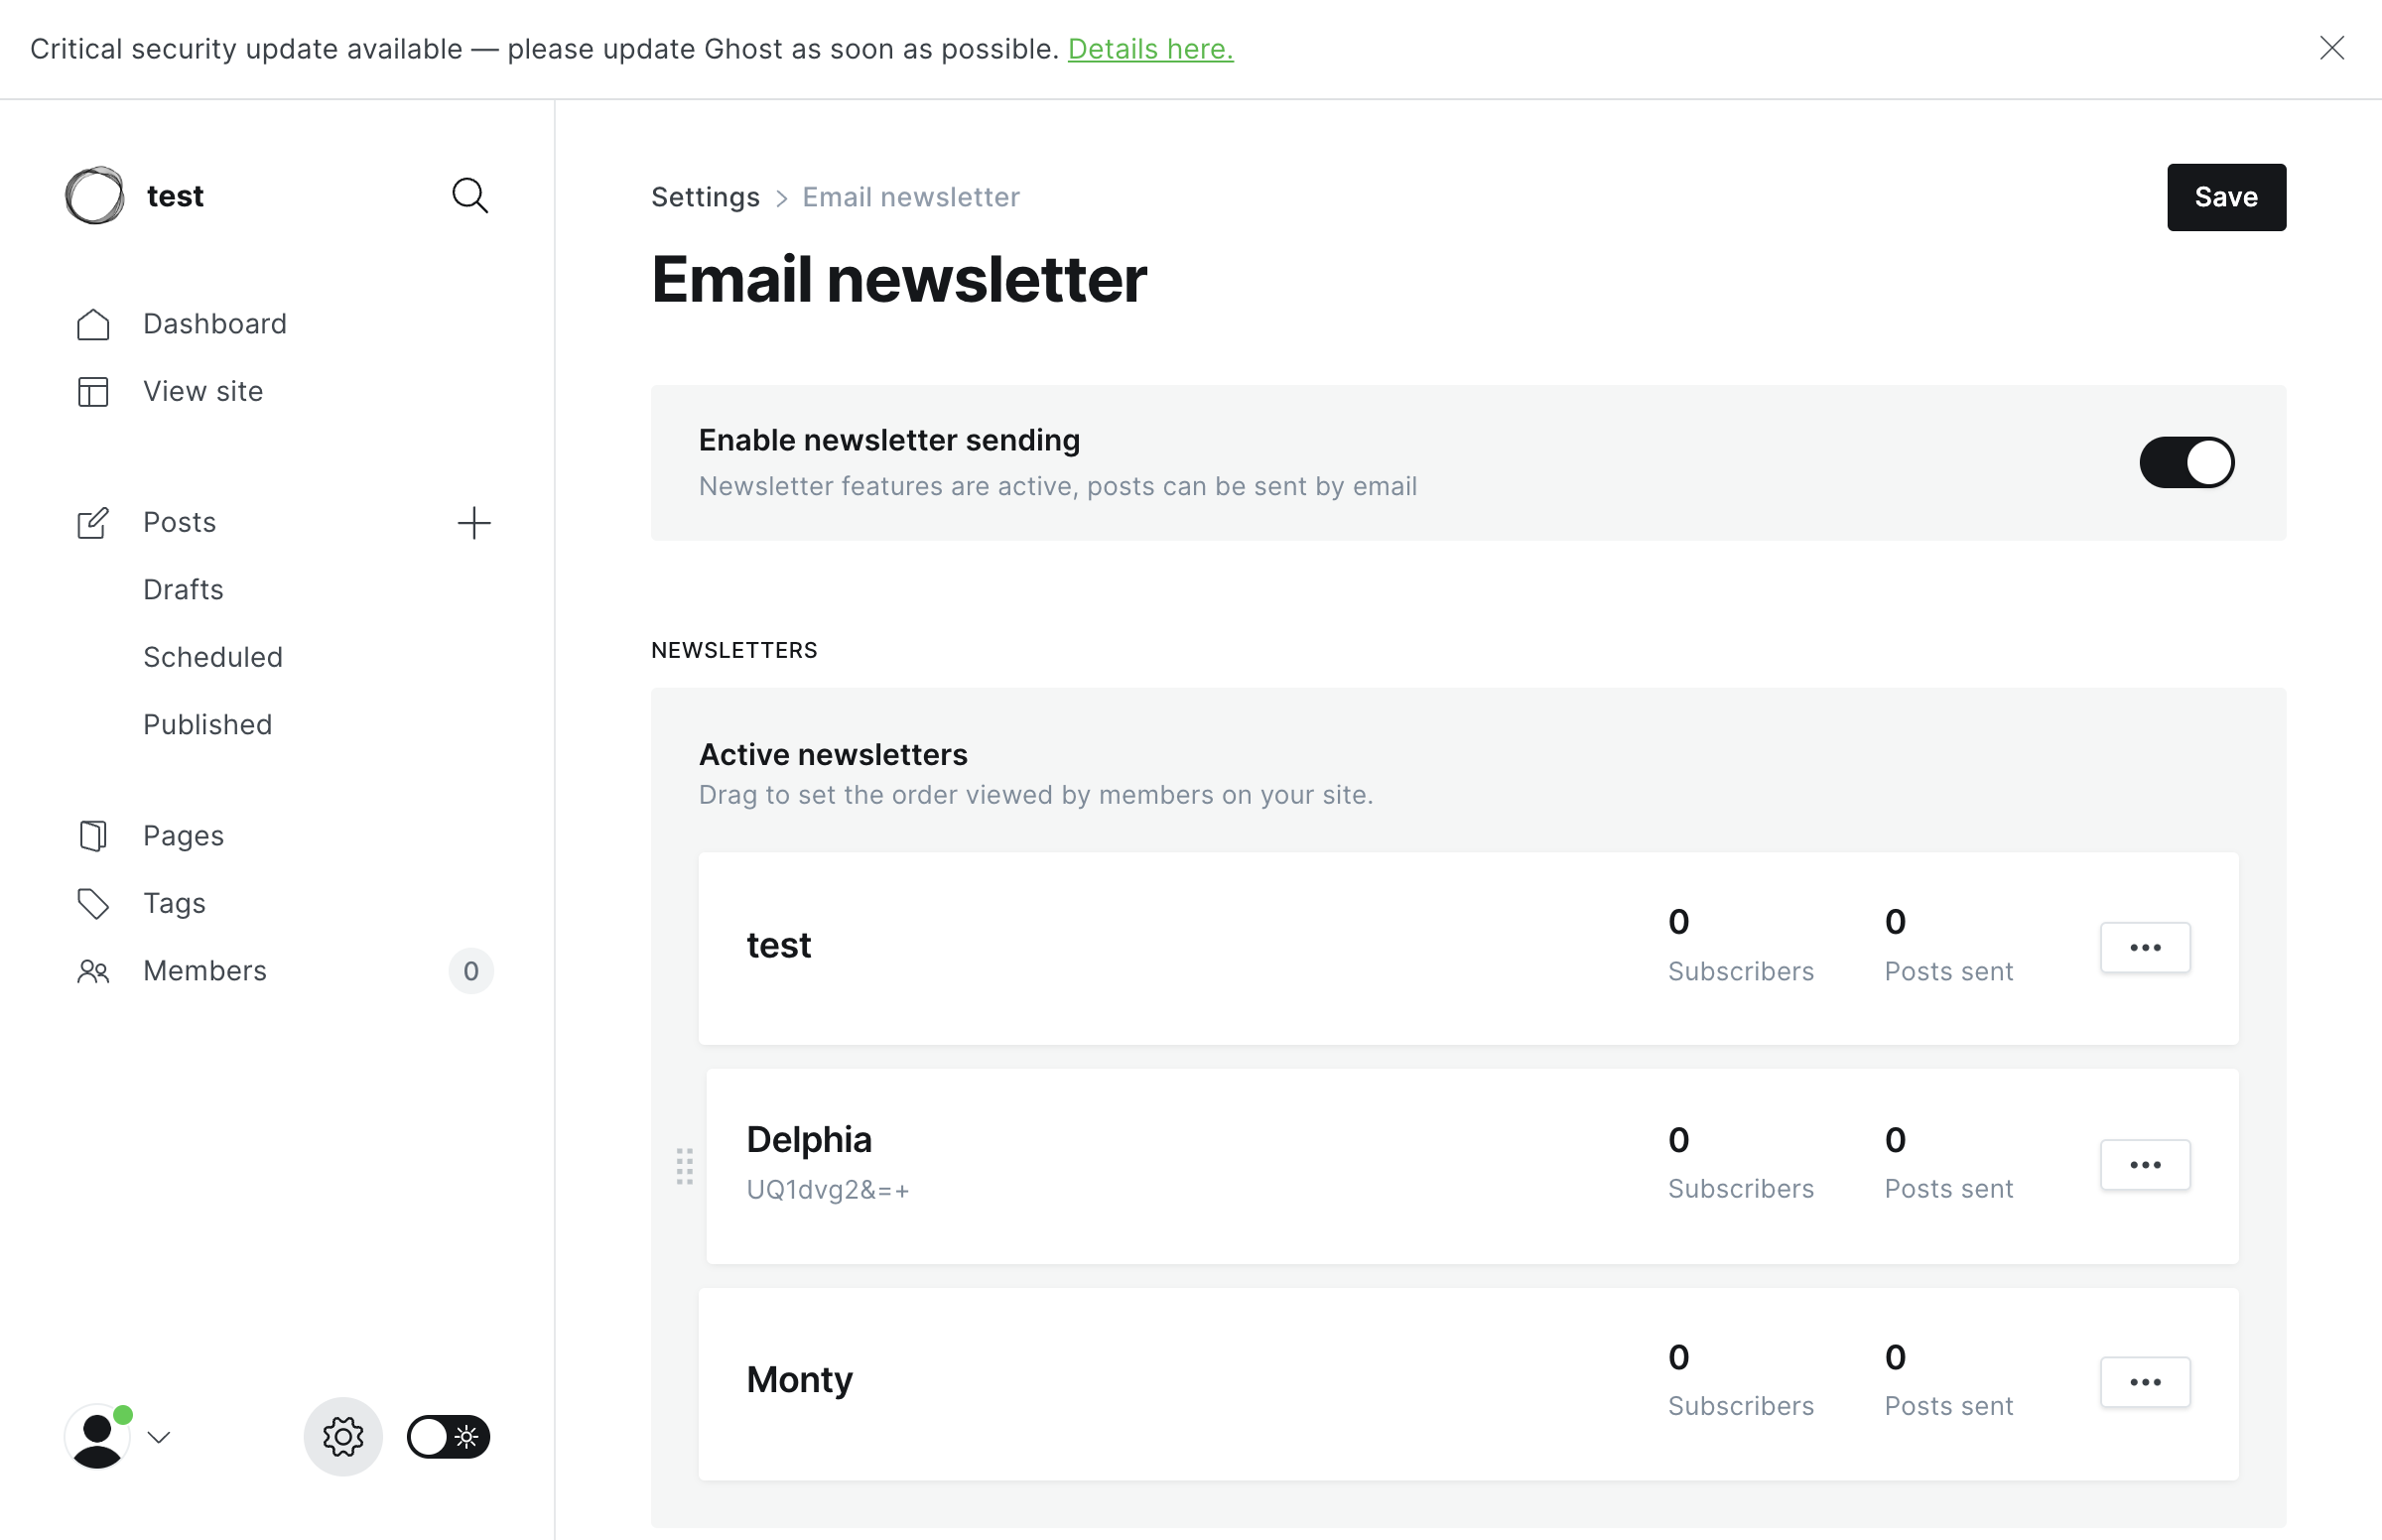 Critical security update available — please update Ghost as soon as possible. Details here.
test
Dashboard
View site
Posts
Drafts
Scheduled
Published
Pages
Tags
Members 0
Settings > Email newsletter
Save
Email newsletter
Enable newsletter sending
Newsletter features are active, posts can be sent by email
NEWSLETTERS
Active newsletters
Drag to set the order viewed by members on your site.
test
0
Subscribers
0
Posts sent
Delphia
UQ1dvg2&=+
0
Subscribers
0
Posts sent
Monty
0
Subscribers
0
Posts sent